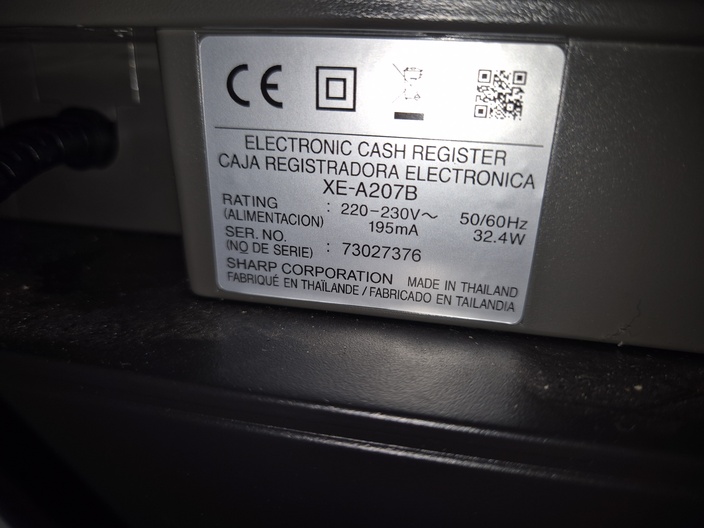 CE
ELECTRONIC CASH REGISTER
CAJA REGISTRADORA ELECTRONICA
XE-A207B
RATING : 220-230V~ 50/60Hz
(ALIMENTACION) 195mA 32.4W
SER. NO.
(NO DE SERIE) : 73027376
SHARP CORPORATION MADE IN THAILAND
FABRIQUÉ EN THAÏLANDE / FABRICADO EN TAILANDIA